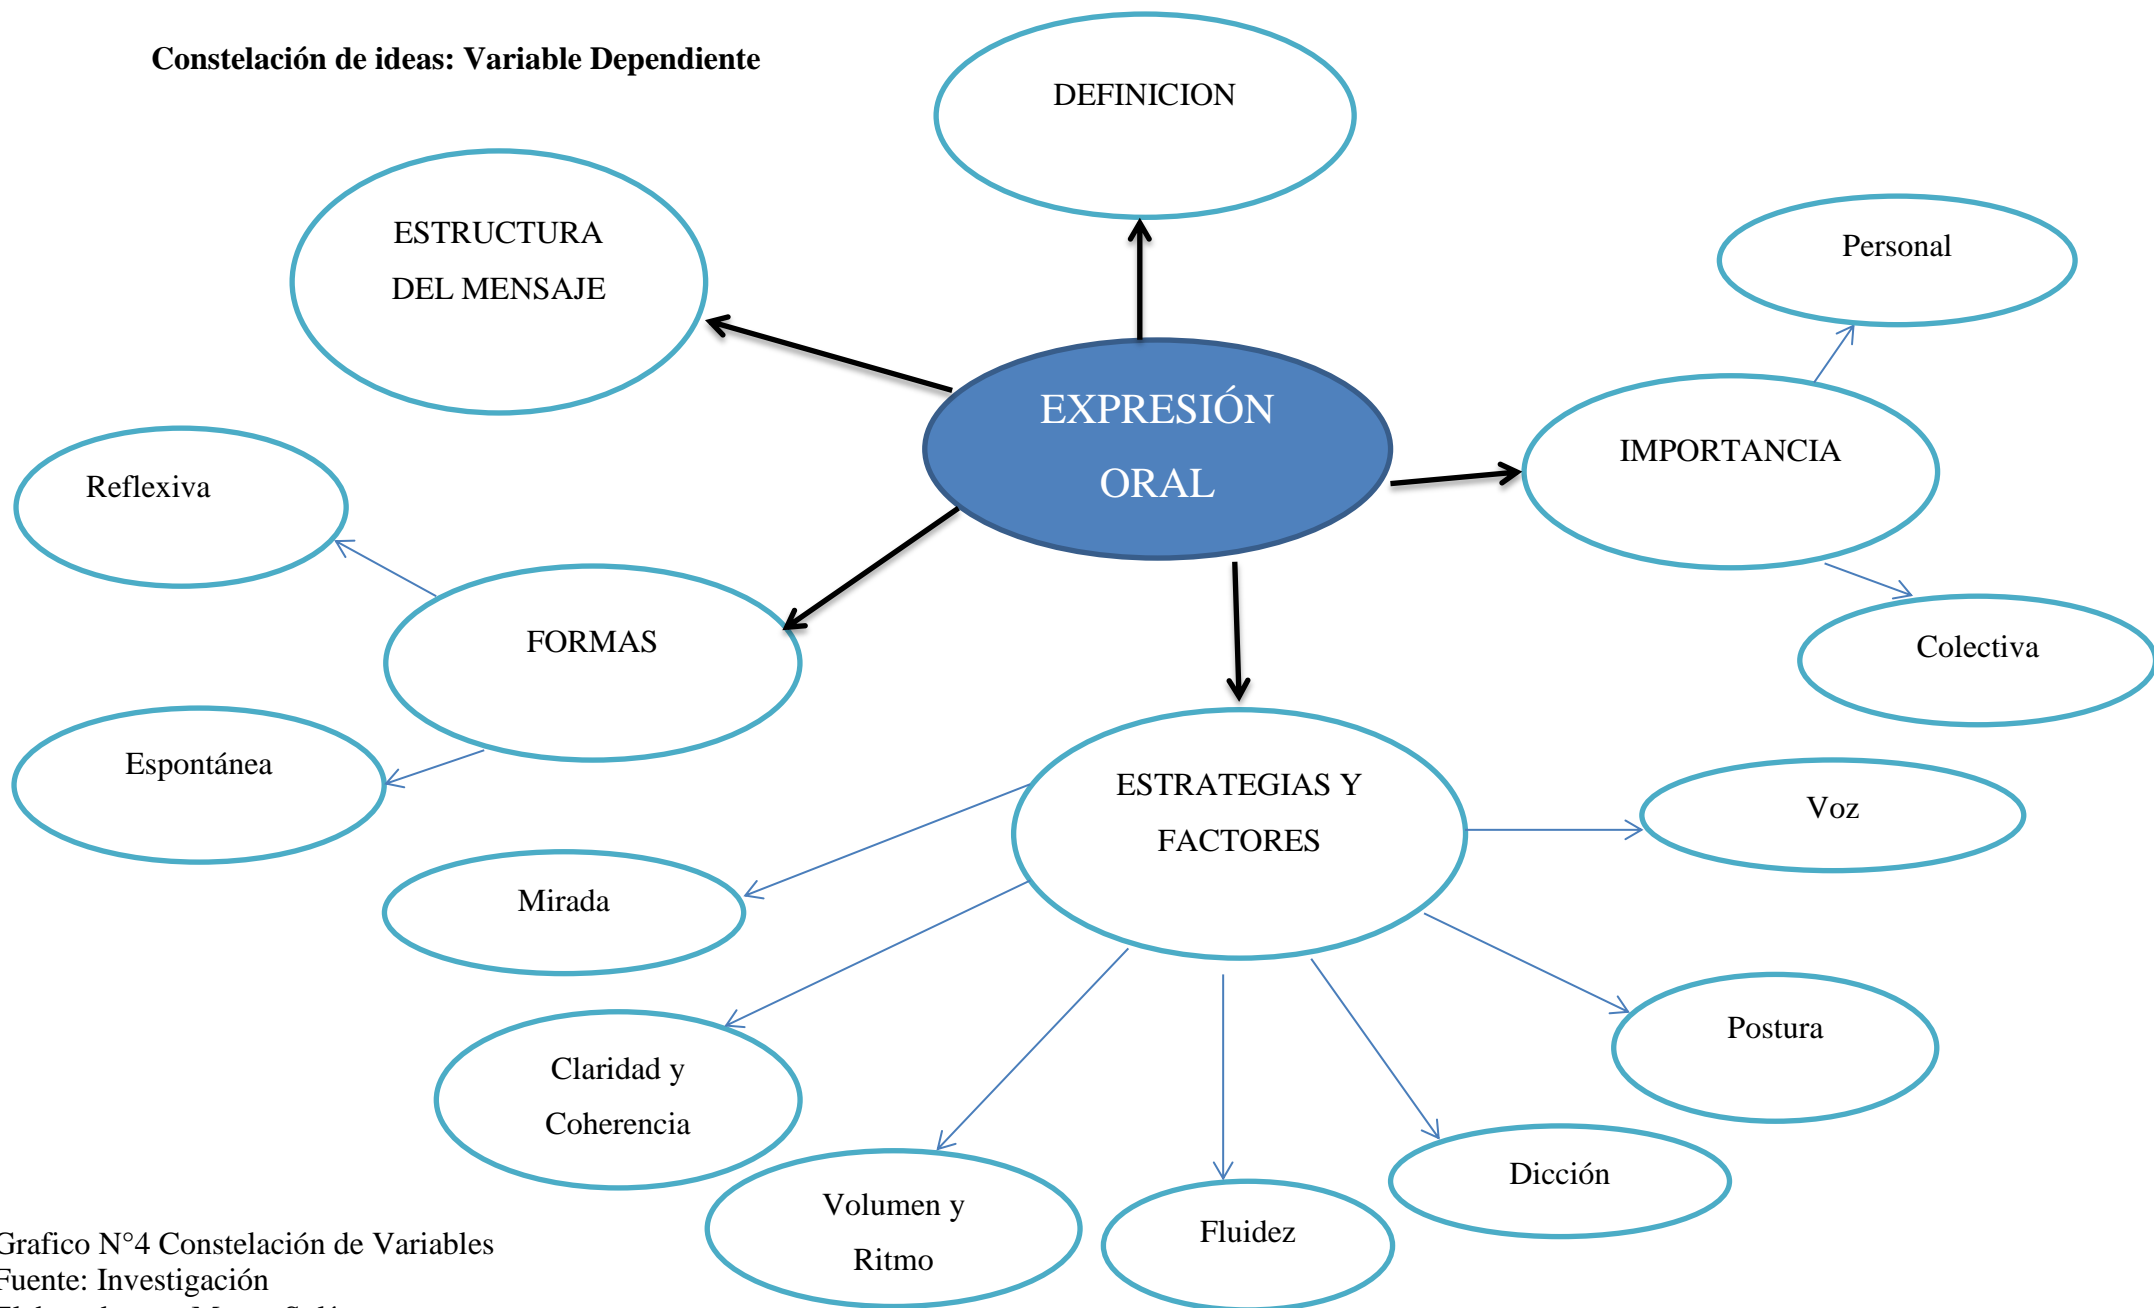 Constelación de ideas: Variable Dependiente
DEFINICION
ESTRUCTURA
DEL MENSAJE
Personal
EXPRESIÓN
ORAL
IMPORTANCIA
Reflexiva
FORMAS
Colectiva
Espontánea
ESTRATEGIAS Y
FACTORES
Voz
Mirada
Postura
Claridad y
Coherencia
Dicción
Volumen y
Ritmo
Fluidez
Grafico N°4 Constelación de Variables
Fuente: Investigación